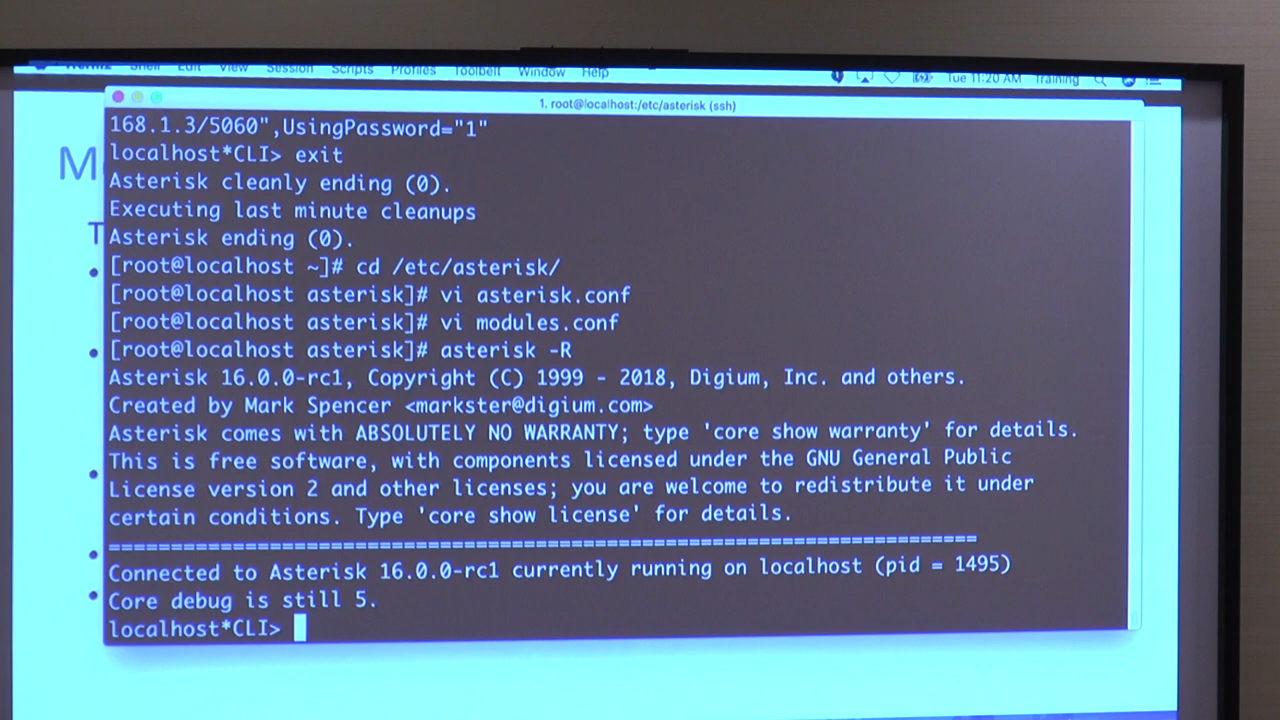 Shell Edit View Session Scripts Profiles Toolbelt Window Help Tue 11:20 AM Training
1. root@localhost:/etc/asterisk (ssh)
168.1.3/5060",UsingPassword="1"
localhost*CLI> exit
Asterisk cleanly ending (0).
Executing last minute cleanups
Asterisk ending (0).
[root@localhost ~]# cd /etc/asterisk/
[root@localhost asterisk]# vi asterisk.conf
[root@localhost asterisk]# vi modules.conf
[root@localhost asterisk]# asterisk -R
Asterisk 16.0.0-rc1, Copyright (C) 1999 - 2018, Digium, Inc. and others.
Created by Mark Spencer <markster@digium.com>
Asterisk comes with ABSOLUTELY NO WARRANTY; type 'core show warranty' for details.
This is free software, with components licensed under the GNU General Public
License version 2 and other licenses; you are welcome to redistribute it under
certain conditions. Type 'core show license' for details.
=========================================================================
Connected to Asterisk 16.0.0-rc1 currently running on localhost (pid = 1495)
Core debug is still 5.
localhost*CLI>